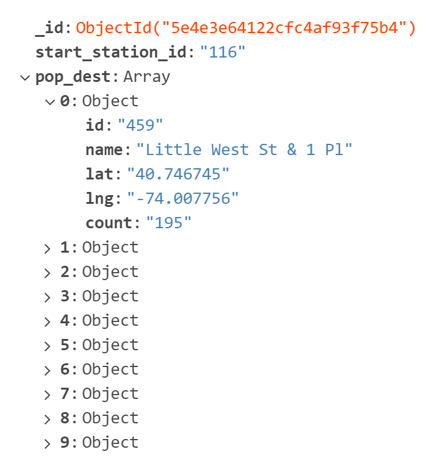 _id: ObjectId("5e4e3e64122cfc4af93f75b4")
start_station_id: "116"
pop_dest: Array
0: Object
id: "459"
name: "Little West St & 1 Pl"
lat: "40.746745"
lng: "-74.007756"
count: "195"
1: Object
2: Object
3: Object
4: Object
5: Object
6: Object
7: Object
8: Object
9: Object